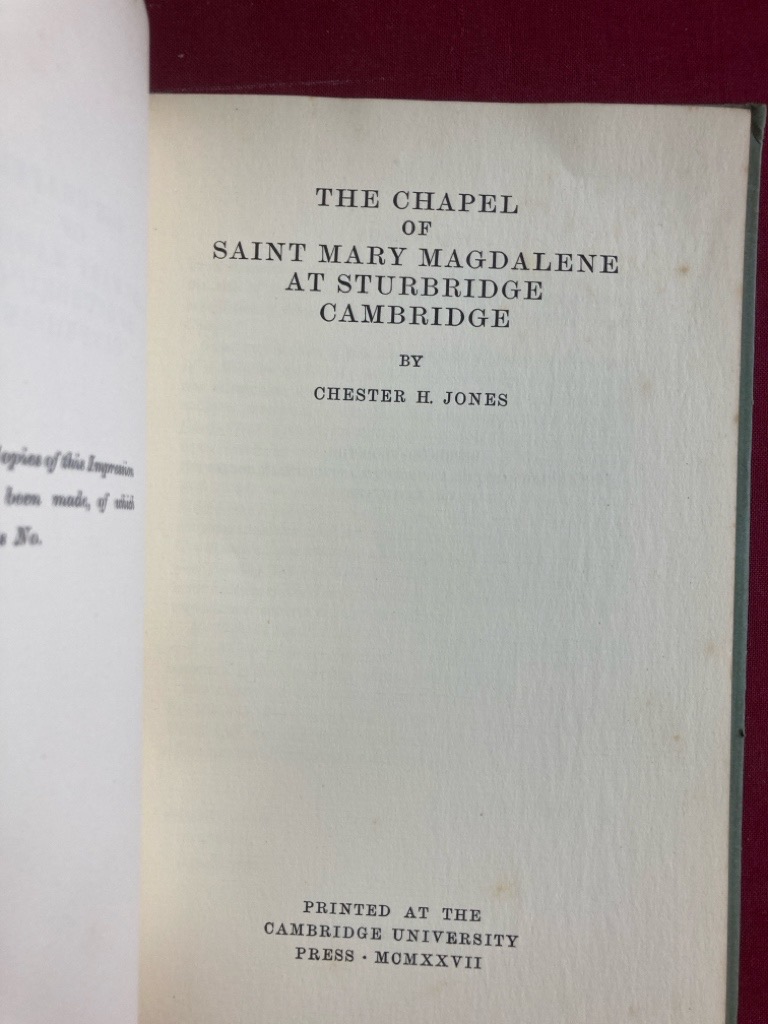 opies of this Impression
been made, of which
No.
THE CHAPEL
OF
SAINT MARY MAGDALENE
AT STURBRIDGE
CAMBRIDGE
BY
CHESTER H. JONES
PRINTED AT THE
CAMBRIDGE UNIVERSITY
PRESS · MCMXXVII